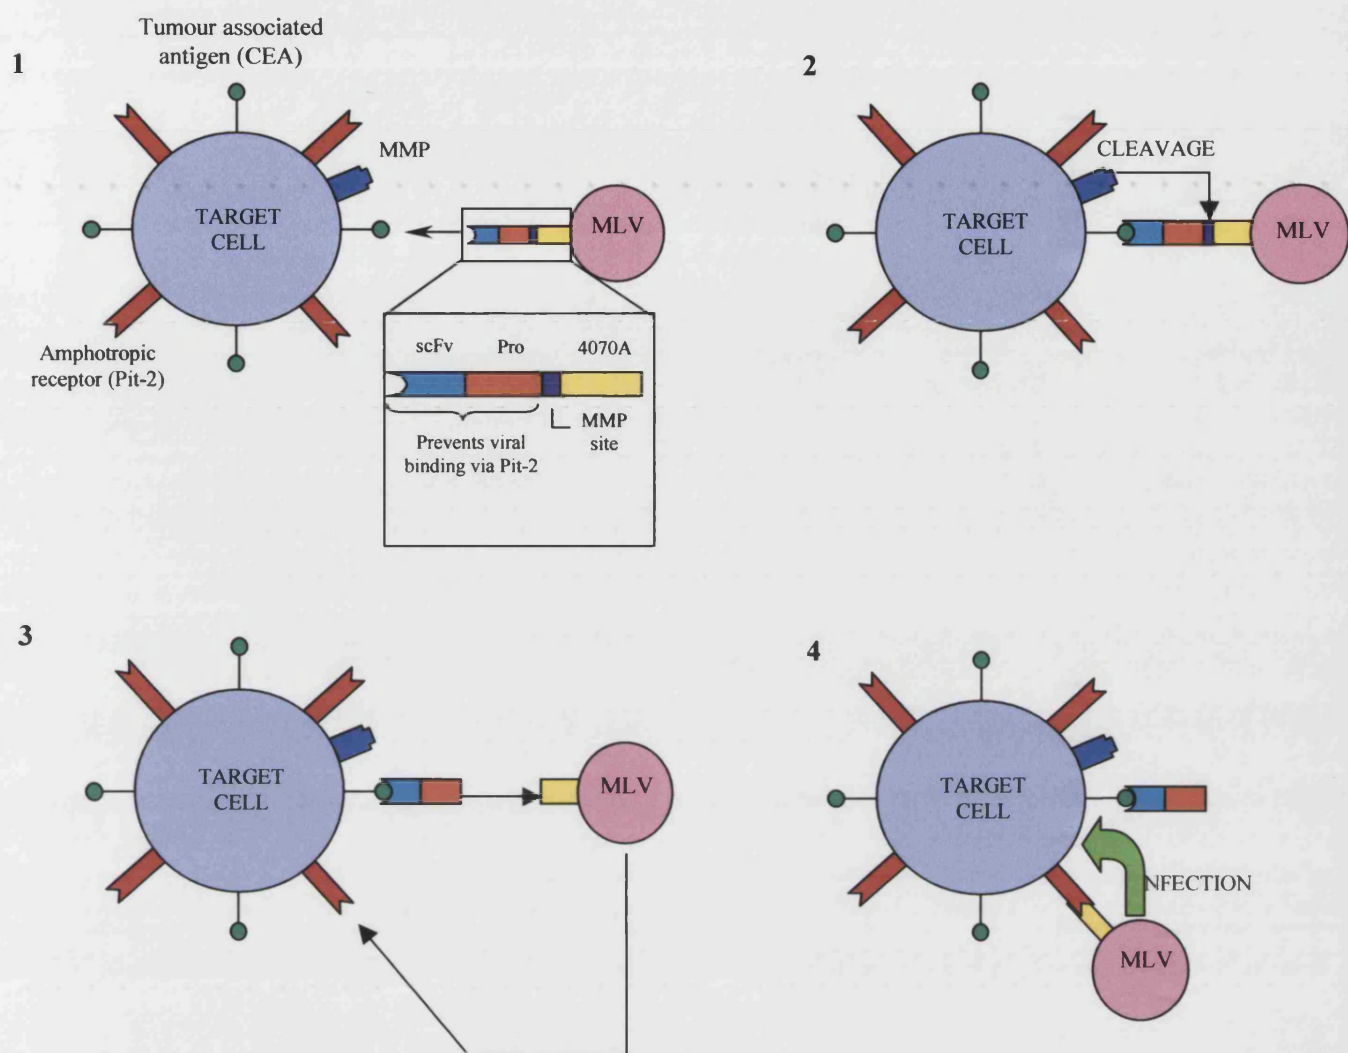 1
Tumour associated
antigen (CEA)
MMP
TARGET
CELL
MLV
Amphotropic
receptor (Pit-2)
scFv Pro 4070A
Prevents viral
binding via Pit-2
MMP
site
2
CLEAVAGE
TARGET
CELL
MLV
3
TARGET
CELL
MLV
4
TARGET
CELL
NFECTION
MLV